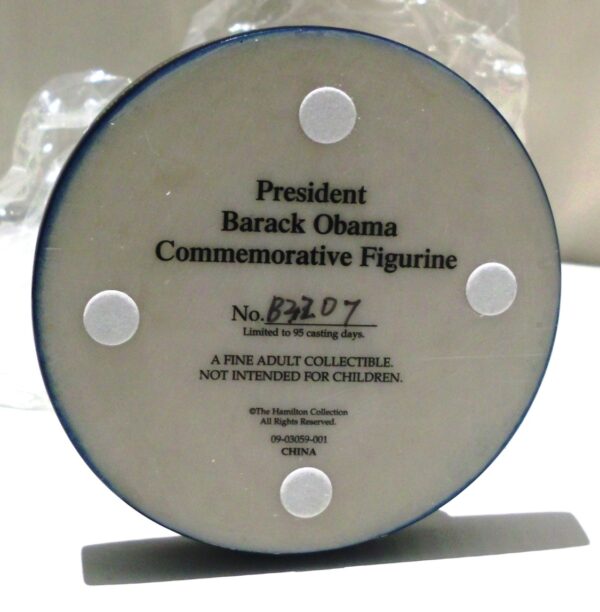 President
Barack Obama
Commemorative Figurine
No. B3207
Limited to 95 casting days.
A FINE ADULT COLLECTIBLE.
NOT INTENDED FOR CHILDREN.
©The Hamilton Collection
All Rights Reserved.
09-03059-001
CHINA